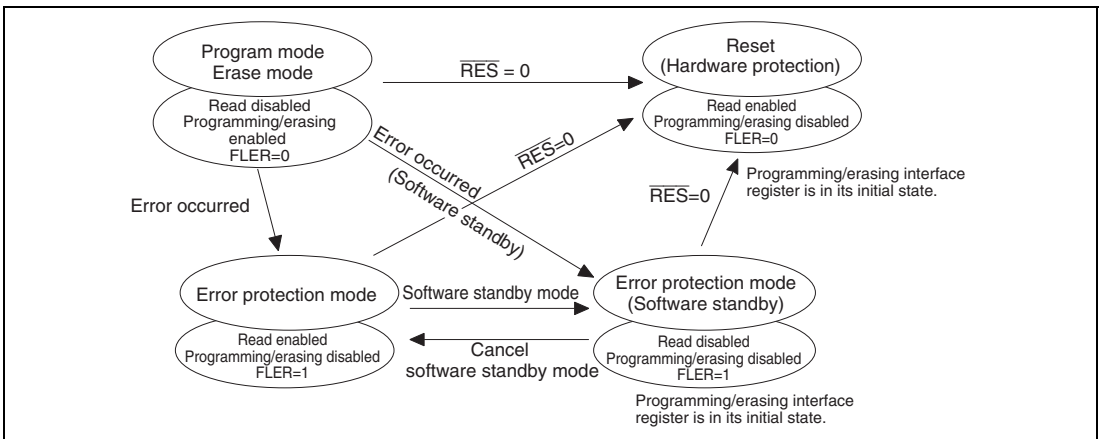 Program mode
Erase mode
Read disabled
Programming/erasing
enabled
FLER=0
RES = 0
Reset
(Hardware protection)
Read enabled
Programming/erasing disabled
FLER=0
Programming/erasing interface
register is in its initial state.
Error occurred
Error occurred
(Software standby)
RES=0
RES=0
Error protection mode
Read enabled
Programming/erasing disabled
FLER=1
Software standby mode
Cancel
software standby mode
Error protection mode
(Software standby)
Read disabled
Programming/erasing disabled
FLER=1
Programming/erasing interface
register is in its initial state.